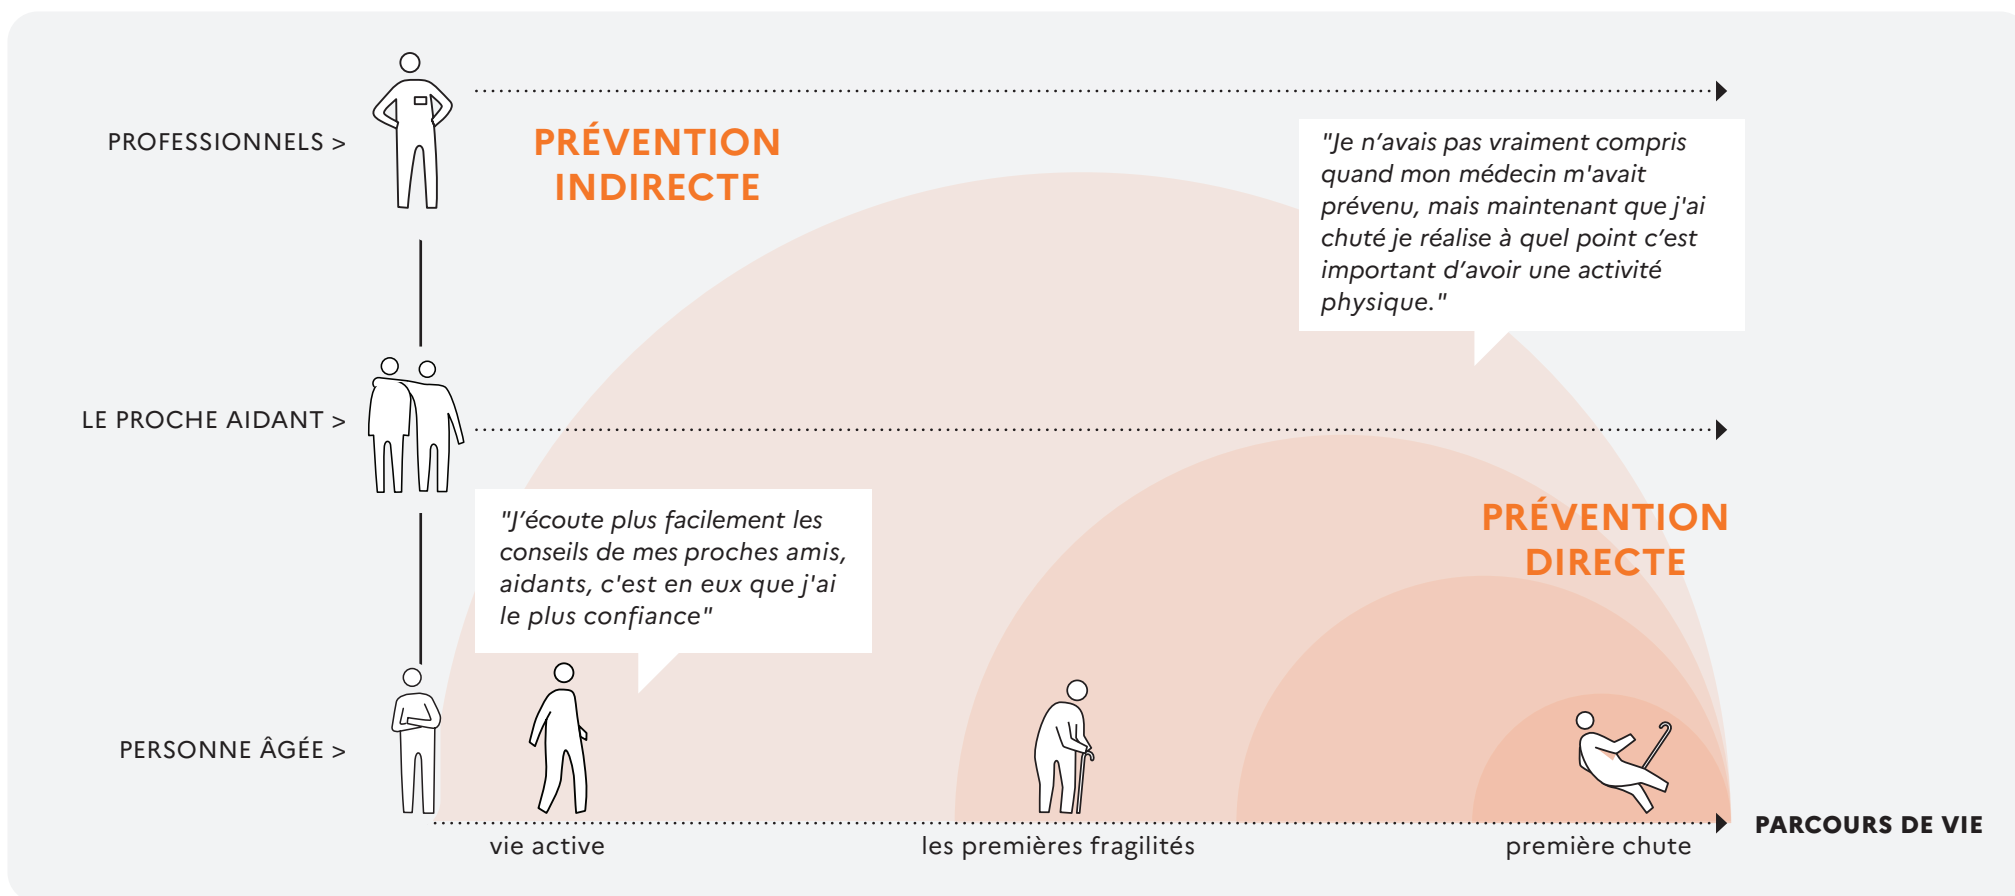 PROFESSIONNELS >
PRÉVENTION
INDIRECTE
"Je n’avais pas vraiment compris
quand mon médecin m'avait
prévenu, mais maintenant que j'ai
chuté je réalise à quel point c’est
important d’avoir une activité
physique."
LE PROCHE AIDANT >
"J’écoute plus facilement les
conseils de mes proches amis,
aidants, c'est en eux que j'ai
le plus confiance"
PRÉVENTION
DIRECTE
PERSONNE ÂGÉE >
vie active
les premières fragilités
première chute
PARCOURS DE VIE